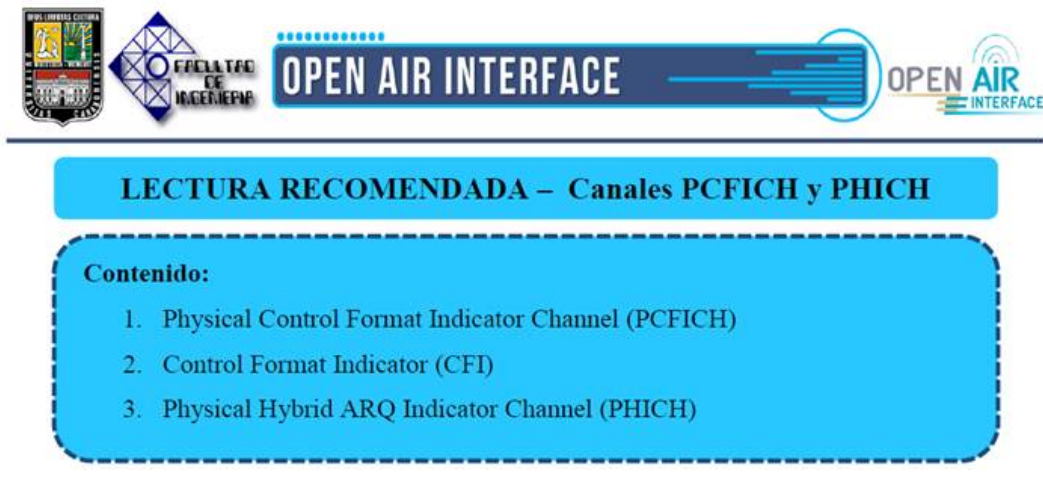 FACULTAD
DE
INGENIERIA
OPEN AIR INTERFACE
OPEN AIR
INTERFACE
LECTURA RECOMENDADA – Canales PCFICH y PHICH
Contenido:
1. Physical Control Format Indicator Channel (PCFICH)
2. Control Format Indicator (CFI)
3. Physical Hybrid ARQ Indicator Channel (PHICH)